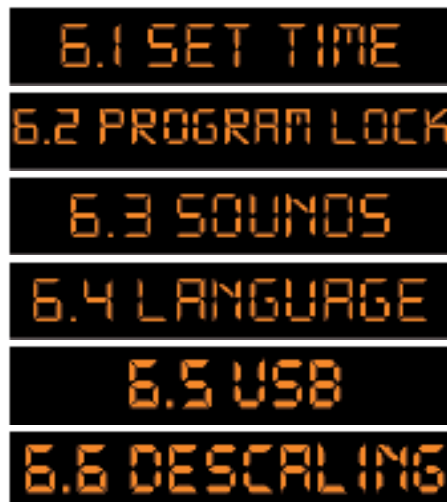 6.1 SET TIME
6.2 PROGRAM LOCK
6.3 SOUNDS
6.4 LANGUAGE
6.5 USB
6.6 DESCALING